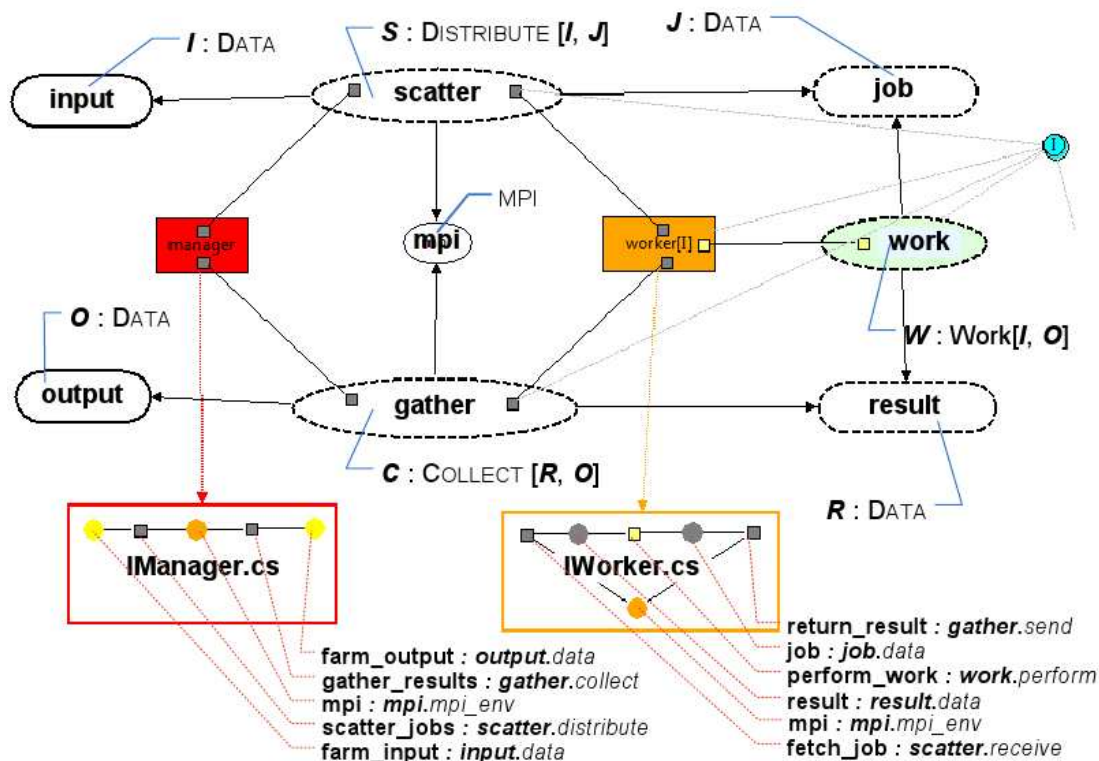 S : DISTRIBUTE [I, J]
J : DATA
I : DATA
input
scatter
job
I
MPI
manager
mpi
worker[I]
work
O : DATA
W : Work[I, O]
output
gather
result
C : COLLECT [R, O]
R : DATA
IManager.cs
IWorker.cs
farm_output : output.data
gather_results : gather.collect
mpi : mpi.mpi_env
scatter_jobs : scatter.distribute
farm_input : input.data
return_result : gather.send
job : job.data
perform_work : work.perform
result : result.data
mpi : mpi.mpi_env
fetch_job : scatter.receive